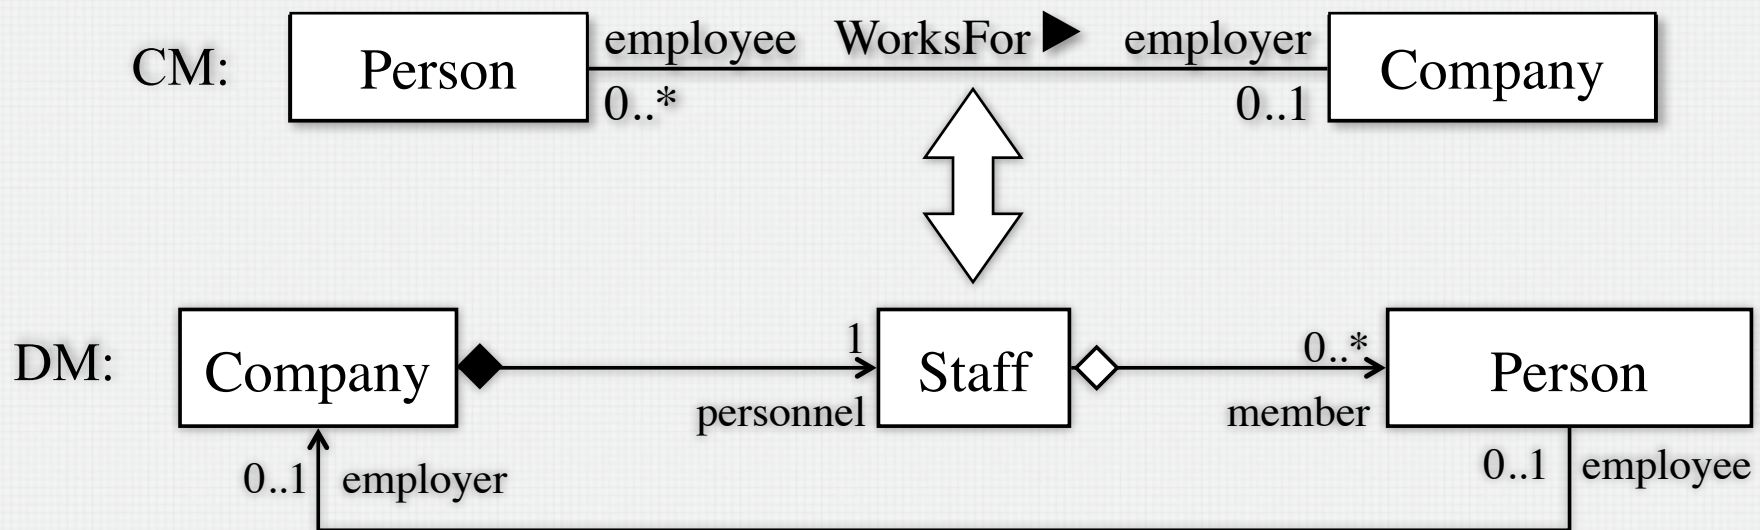 CM: Person employee WorksFor ▶ employer Company
0..* 0..1
DM: Company 1 Staff 0..* Person
personnel member
0..1 employer 0..1 employee